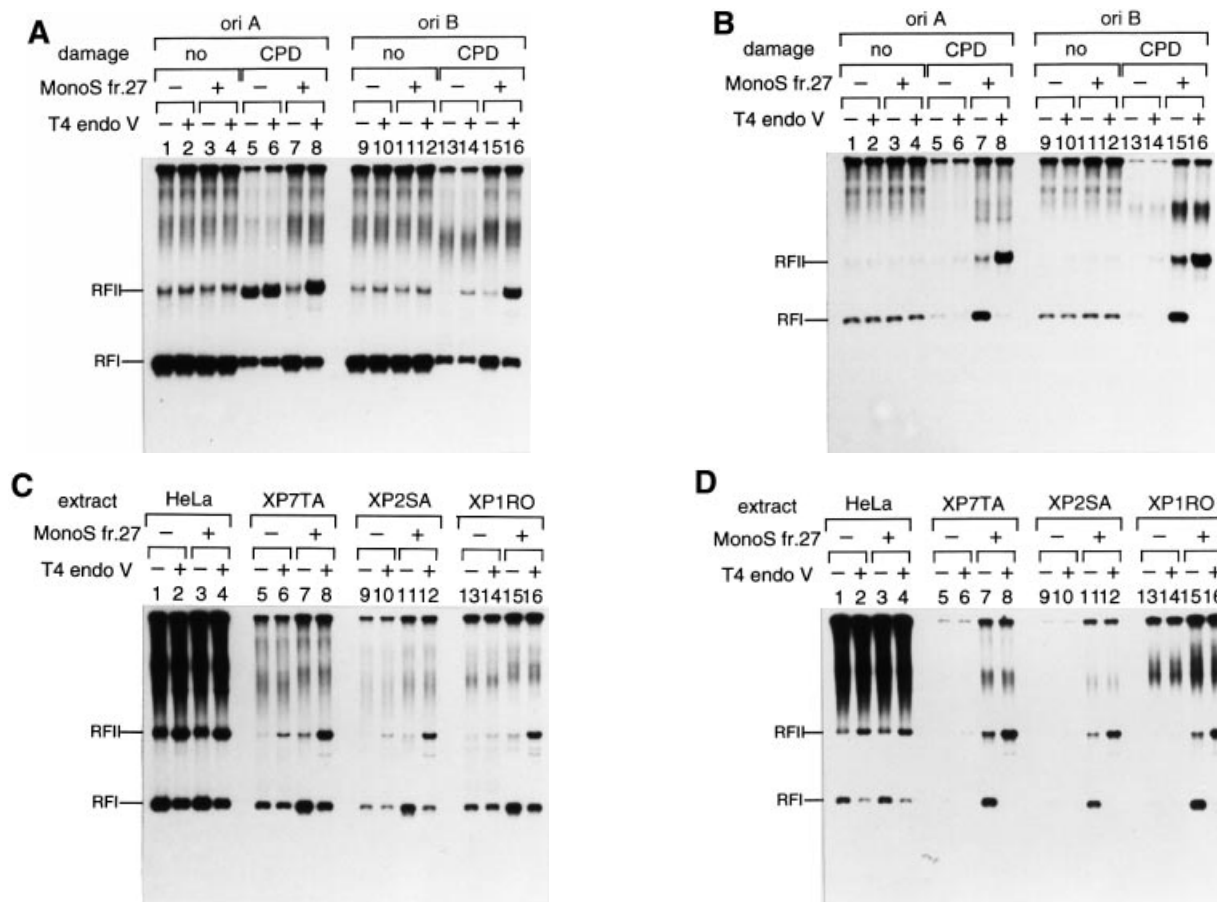 A
ori A ori B
damage no CPD no CPD
MonoS fr.27 − + − + − + − +
T4 endo V − + − + − + − + − + − + − + − +
1 2 3 4 5 6 7 8 9 10 11 12 13 14 15 16
RFII
RFI
B
ori A ori B
damage no CPD no CPD
MonoS fr.27 − + − + − + − +
T4 endo V − + − + − + − + − + − + − + − +
1 2 3 4 5 6 7 8 9 10 11 12 13 14 15 16
RFII
RFI
C
extract HeLa XP7TA XP2SA XP1RO
MonoS fr.27 − + − + − + − +
T4 endo V − + − + − + − + − + − + − + − +
1 2 3 4 5 6 7 8 9 10 11 12 13 14 15 16
RFII
RFI
D
extract HeLa XP7TA XP2SA XP1RO
MonoS fr.27 − + − + − + − +
T4 endo V − + − + − + − + − + − + − + − +
1 2 3 4 5 6 7 8 9 10 11 12 13 14 15 16
RFII
RFI